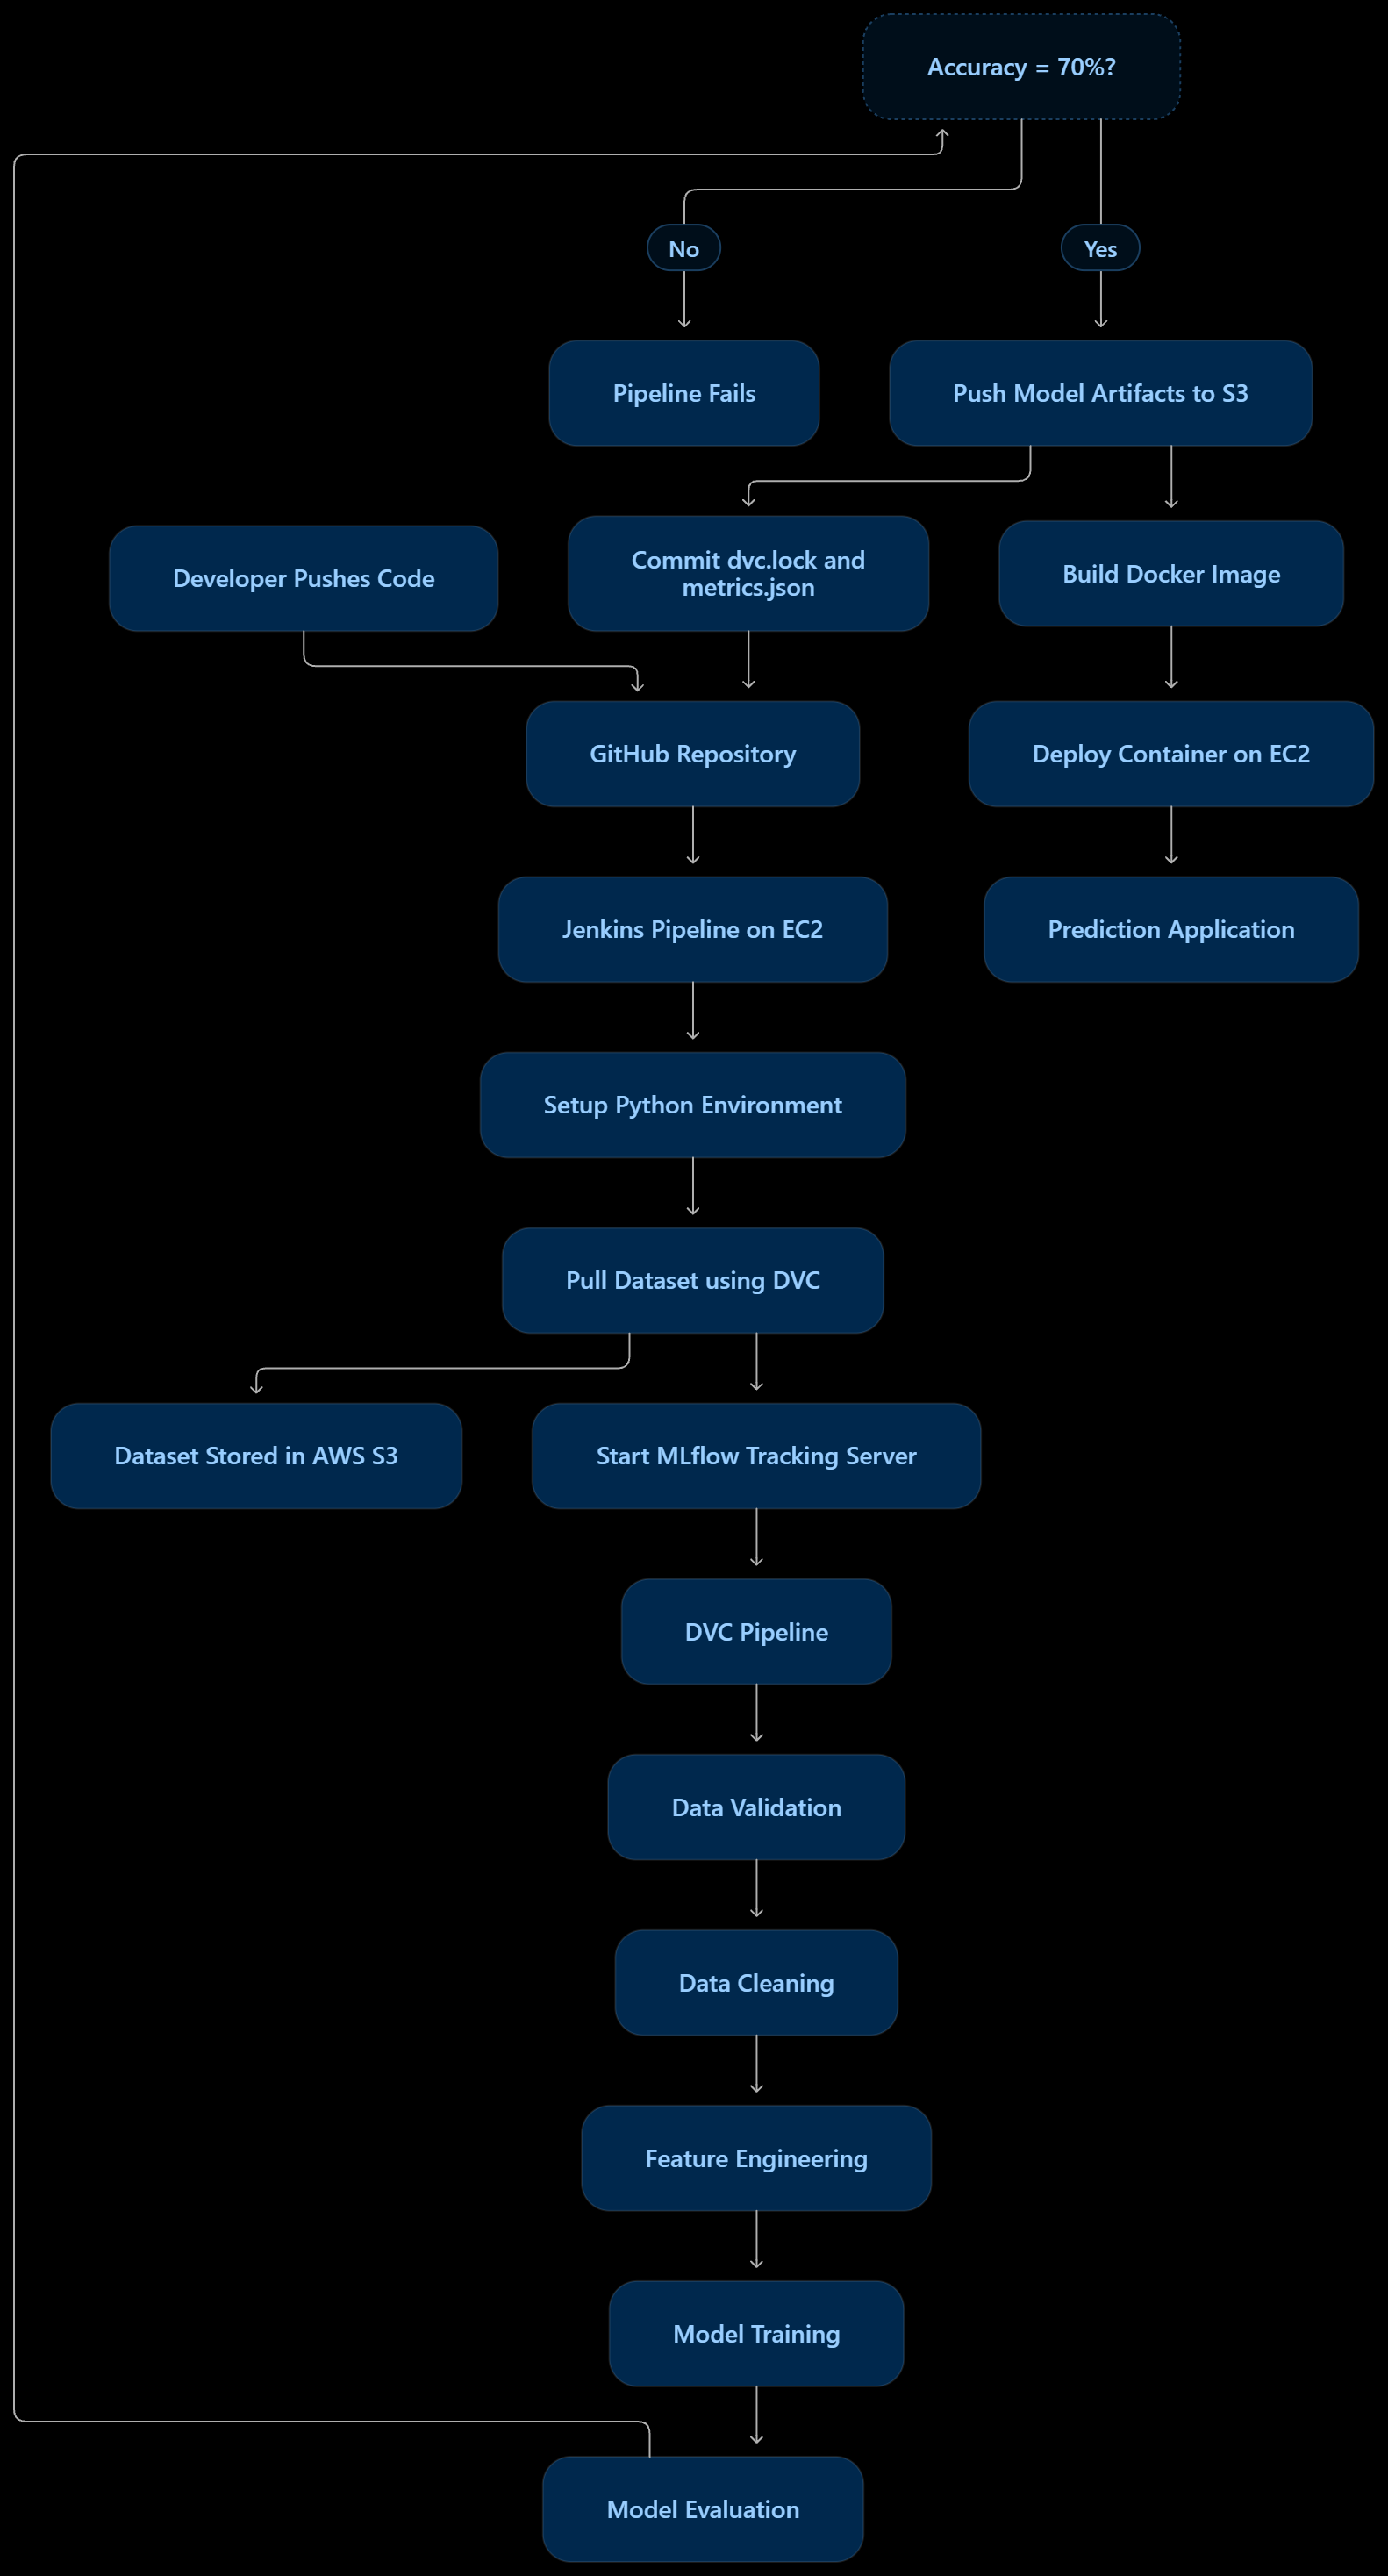 Accuracy = 70%?
No
Yes
Pipeline Fails
Push Model Artifacts to S3
Developer Pushes Code
Commit dvc.lock and
metrics.json
Build Docker Image
GitHub Repository
Deploy Container on EC2
Jenkins Pipeline on EC2
Prediction Application
Setup Python Environment
Pull Dataset using DVC
Dataset Stored in AWS S3
Start MLflow Tracking Server
DVC Pipeline
Data Validation
Data Cleaning
Feature Engineering
Model Training
Model Evaluation